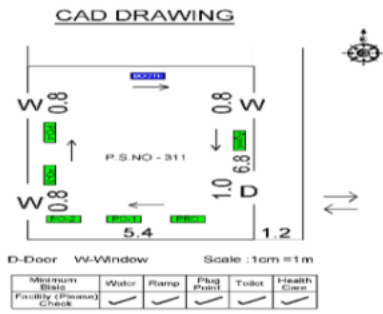 CAD DRAWING
BOOTH
W 0.8
0.8 W
P.S.NO - 311
6.8
W 0.8
1.0 D
PO-2 PO-1 PRO
5.4 1.2
D-Door W-Window Scale :1cm =1m
Minimum Basic Water Ramp Plug Point Toilet Health Care
Facility (Please) Check